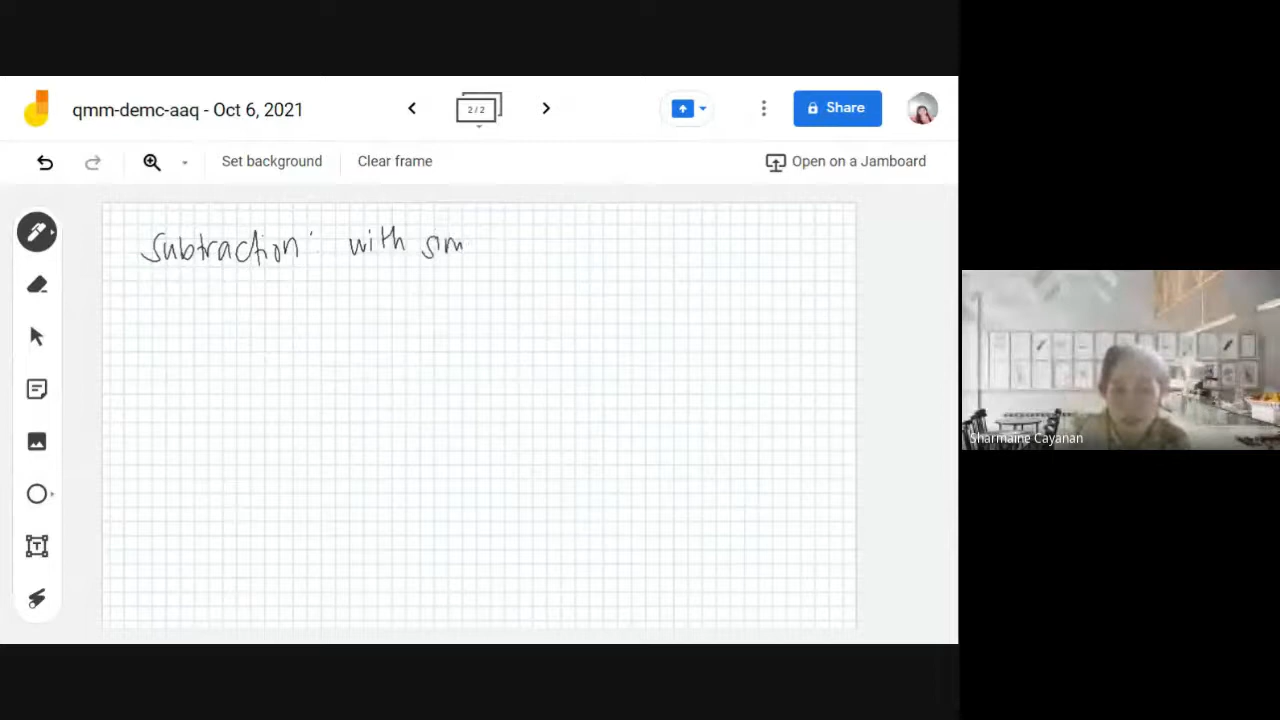 qmm-demc-aaq - Oct 6, 2021
2/2
Share
Set background
Clear frame
Open on a Jamboard
Subtraction: with sim
T
Sharmaine Cayanan